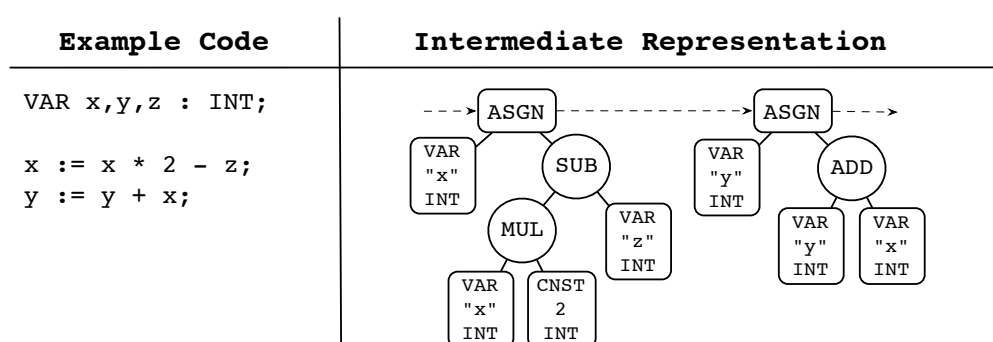 Example Code
Intermediate Representation
VAR x,y,z : INT;
x := x * 2 – z;
y := y + x;
ASGN
ASGN
VAR
"x"
INT
SUB
VAR
"y"
INT
ADD
MUL
VAR
"z"
INT
VAR
"y"
INT
VAR
"x"
INT
VAR
"x"
INT
CNST
2
INT